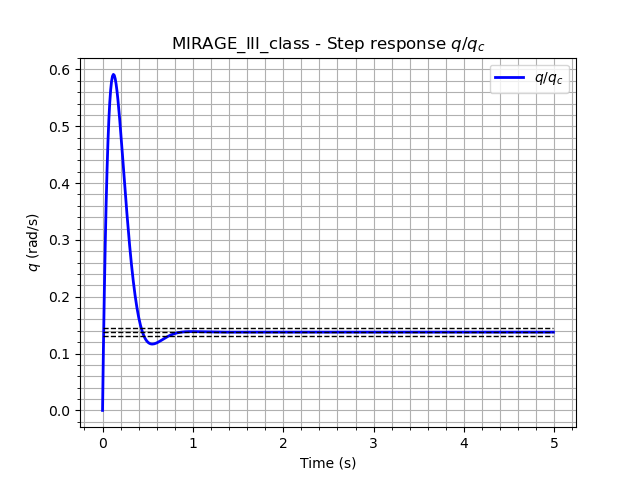 MIRAGE_III_class - Step response q/q_c
q/q_c
0.6
0.5
0.4
0.3
0.2
0.1
0.0
q (rad/s)
0 1 2 3 4 5
Time (s)